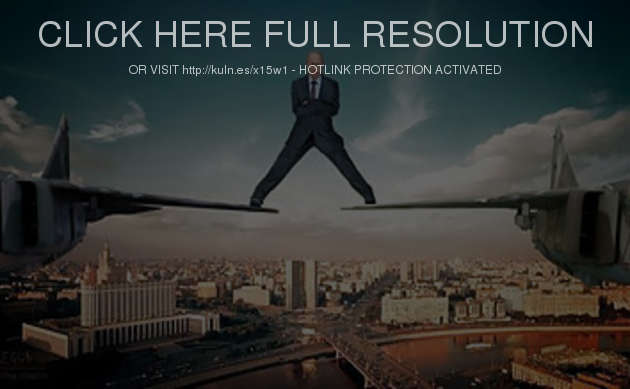 CLICK HERE FULL RESOLUTION
OR VISIT http://kuln.es/x15w1 - HOTLINK PROTECTION ACTIVATED